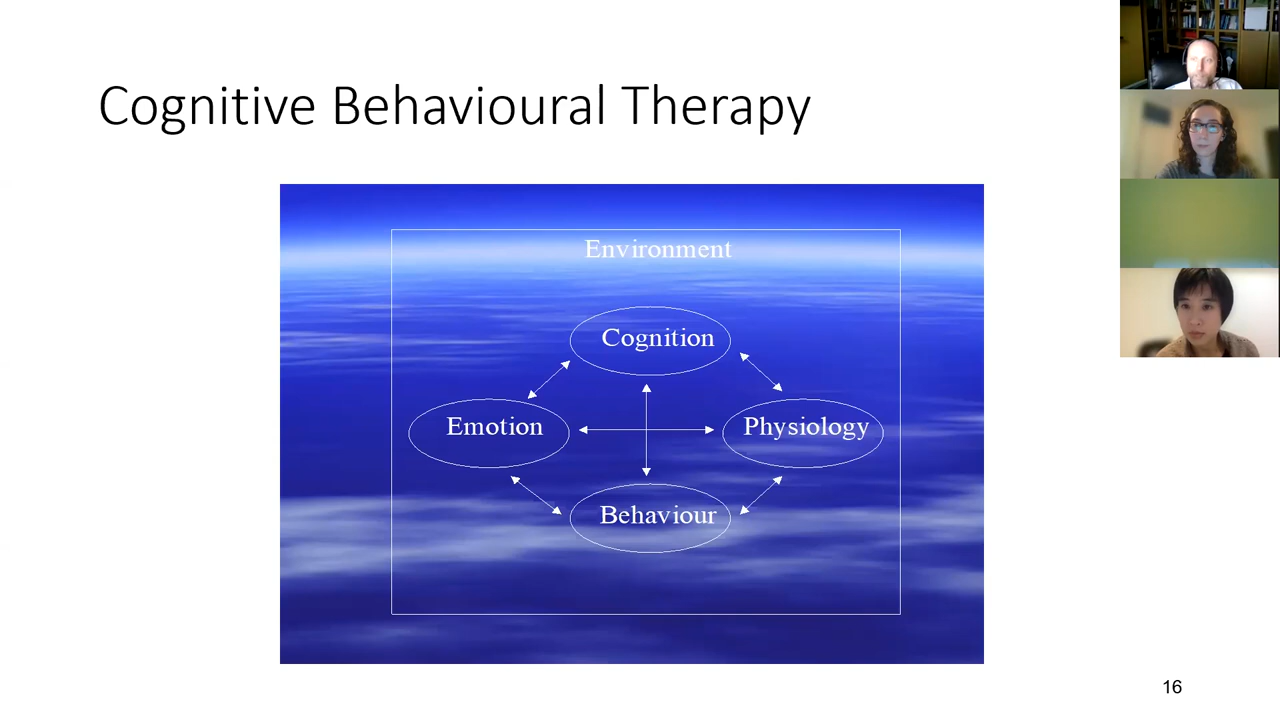 Cognitive Behavioural Therapy
Environment
Cognition
Emotion
Physiology
Behaviour
16